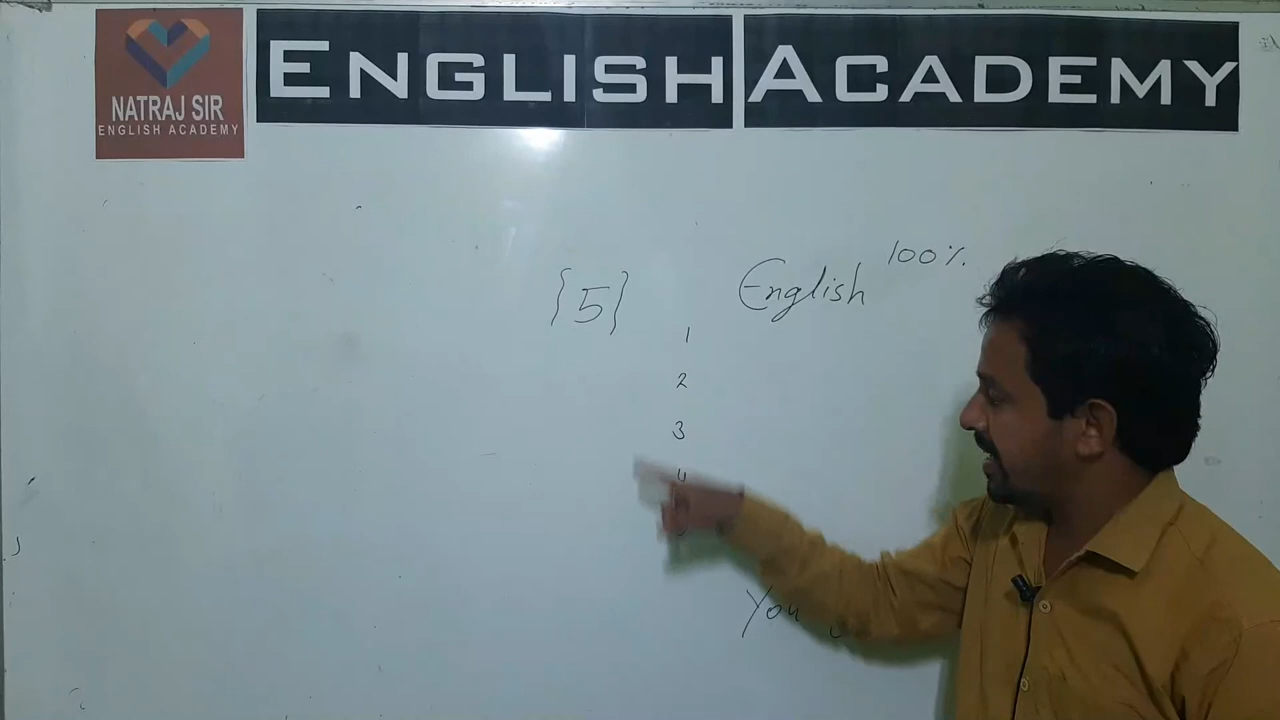 NATRAJ SIR
ENGLISH ACADEMY
ENGLISH ACADEMY
100%.
{5} English
1
2
3
4
You